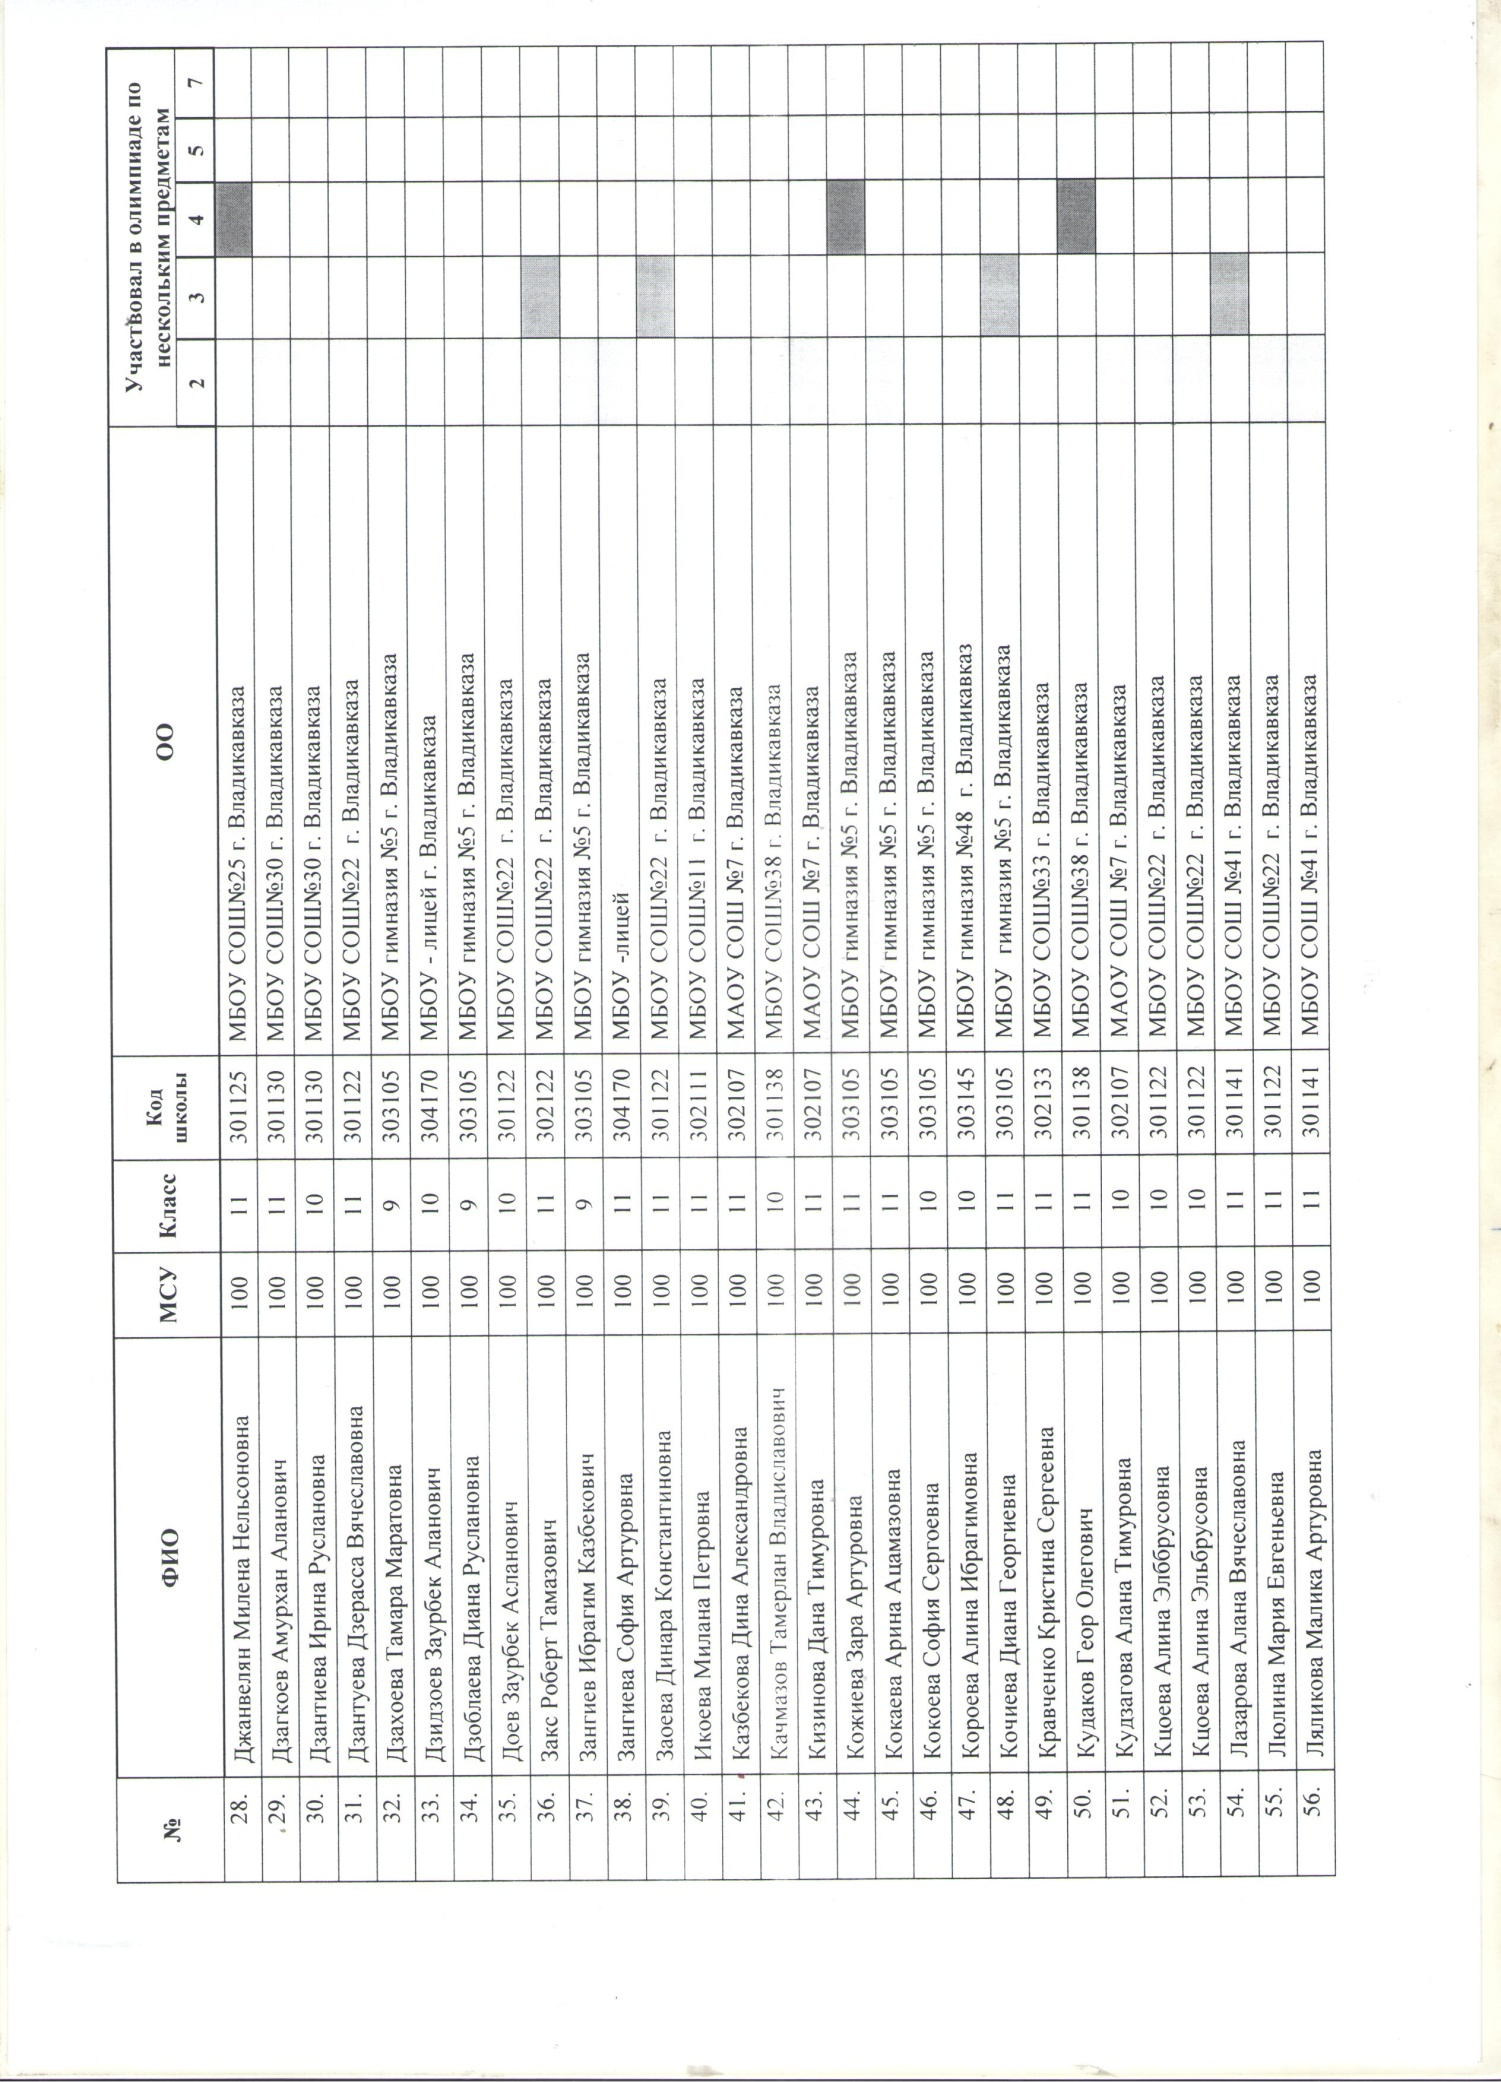 № ФИО МСУ Класс Код школы ОО Участвовал в олимпиаде по нескольким предметам
2 3 4 5 7
28. Джанвелян Милена Нельсоновна 100 11 301125 МБОУ СОШ№25 г. Владикавказа
29. Дзагкоев Амурхан Аланович 100 11 301130 МБОУ СОШ№30 г. Владикавказа
30. Дзантиева Ирина Руслановна 100 10 301130 МБОУ СОШ№30 г. Владикавказа
31. Дзантуева Дзерасса Вячеславовна 100 11 301122 МБОУ СОШ№22 г. Владикавказа
32. Дзахоева Тамара Маратовна 100 9 303105 МБОУ гимназия №5 г. Владикавказа
33. Дзидзоев Заурбек Аланович 100 10 304170 МБОУ - лицей г. Владикавказа
34. Дзоблаева Диана Руслановна 100 9 303105 МБОУ гимназия №5 г. Владикавказа
35. Доев Заурбек Асланович 100 10 301122 МБОУ СОШ№22 г. Владикавказа
36. Закс Роберт Тамазович 100 11 302122 МБОУ СОШ№22 г. Владикавказа
37. Зангиев Ибрагим Казбекович 100 9 303105 МБОУ гимназия №5 г. Владикавказа
38. Зангиева София Артуровна 100 11 304170 МБОУ -лицей
39. Заоева Динара Константиновна 100 11 301122 МБОУ СОШ№22 г. Владикавказа
40. Икоева Милана Петровна 100 11 302111 МБОУ СОШ№11 г. Владикавказа
41. Казбекова Дина Александровна 100 11 302107 МАОУ СОШ №7 г. Владикавказа
42. Качмазов Тамерлан Владиславович 100 10 301138 МБОУ СОШ№38 г. Владикавказа
43. Кизинова Дана Тимуровна 100 11 302107 МАОУ СОШ №7 г. Владикавказа
44. Кожиева Зара Артуровна 100 11 303105 МБОУ гимназия №5 г. Владикавказа
45. Кокаева Арина Ацамазовна 100 11 303105 МБОУ гимназия №5 г. Владикавказа
46. Кокоева София Сергоевна 100 10 303105 МБОУ гимназия №5 г. Владикавказа
47. Короева Алина Ибрагимовна 100 10 303145 МБОУ гимназия №48 г. Владикавказ
48. Кочиева Диана Георгиевна 100 11 303105 МБОУ гимназия №5 г. Владикавказа
49. Кравченко Кристина Сергеевна 100 11 302133 МБОУ СОШ№33 г. Владикавказа
50. Кудаков Геор Олегович 100 11 301138 МБОУ СОШ№38 г. Владикавказа
51. Кудзагова Алана Тимуровна 100 10 302107 МАОУ СОШ №7 г. Владикавказа
52. Кцоева Алина Элббрусовна 100 10 301122 МБОУ СОШ№22 г. Владикавказа
53. Кцоева Алина Эльбрусовна 100 10 301122 МБОУ СОШ№22 г. Владикавказа
54. Лазарова Алана Вячеславовна 100 11 301141 МБОУ СОШ №41 г. Владикавказа
55. Люлина Мария Евгеньевна 100 11 301122 МБОУ СОШ№22 г. Владикавказа
56. Ляликова Малика Артуровна 100 11 301141 МБОУ СОШ №41 г. Владикавказа